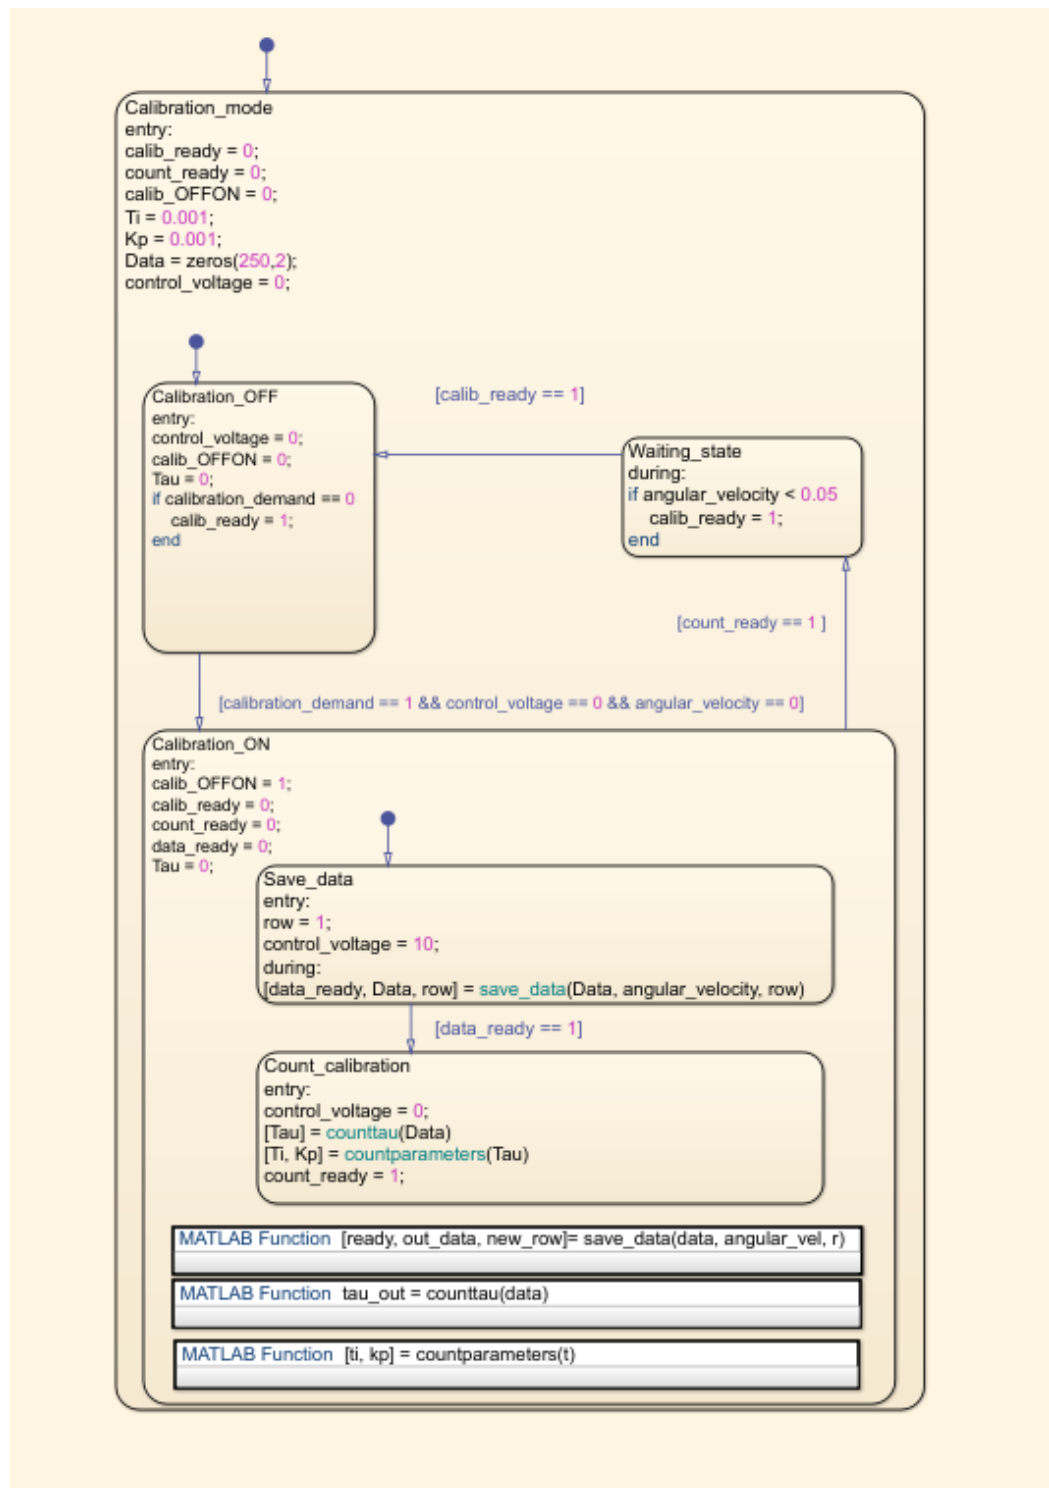 Calibration_mode
entry:
calib_ready = 0;
count_ready = 0;
calib_OFFON = 0;
Ti = 0.001;
Kp = 0.001;
Data = zeros(250,2);
control_voltage = 0;
Calibration_OFF
entry:
control_voltage = 0;
calib_OFFON = 0;
Tau = 0;
if calibration_demand == 0
calib_ready = 1;
end
[calib_ready == 1]
Waiting_state
during:
if angular_velocity < 0.05
calib_ready = 1;
end
[count_ready == 1 ]
[calibration_demand == 1 && control_voltage == 0 && angular_velocity == 0]
Calibration_ON
entry:
calib_OFFON = 1;
calib_ready = 0;
count_ready = 0;
data_ready = 0;
Tau = 0;
Save_data
entry:
row = 1;
control_voltage = 10;
during:
[data_ready, Data, row] = save_data(Data, angular_velocity, row)
[data_ready == 1]
Count_calibration
entry:
control_voltage = 0;
[Tau] = counttau(Data)
[Ti, Kp] = countparameters(Tau)
count_ready = 1;
MATLAB Function [ready, out_data, new_row]= save_data(data, angular_vel, r)
MATLAB Function tau_out = counttau(data)
MATLAB Function [ti, kp] = countparameters(t)